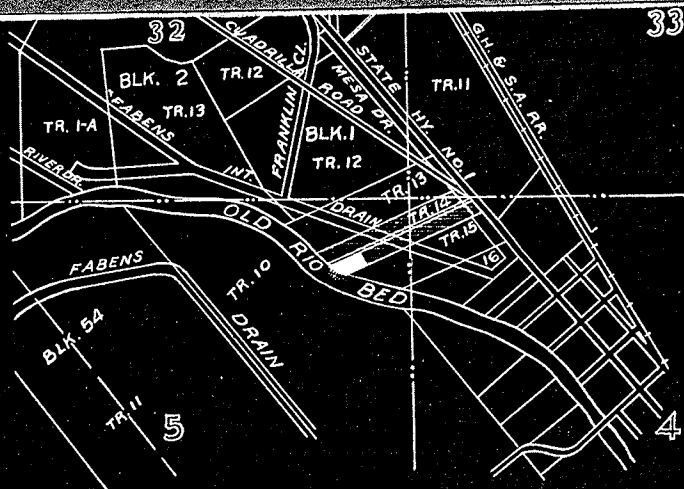 32
33
CUADRILLA ROAD
FRANKLIN CL.
STATE HY. NO. 1
MESA DR.
G.H. & S.A. RR.
BLK. 2
TR. 12
TR. 11
FABENS INT. DRAIN
TR. 13
TR. 1-A
BLK. 1
TR. 12
RIVER DR.
TR. 13
TR. 14
TR. 15
16
OLD RIO BED
FABENS DRAIN
TR. 10
BLK. 54
TR. 11
5
4